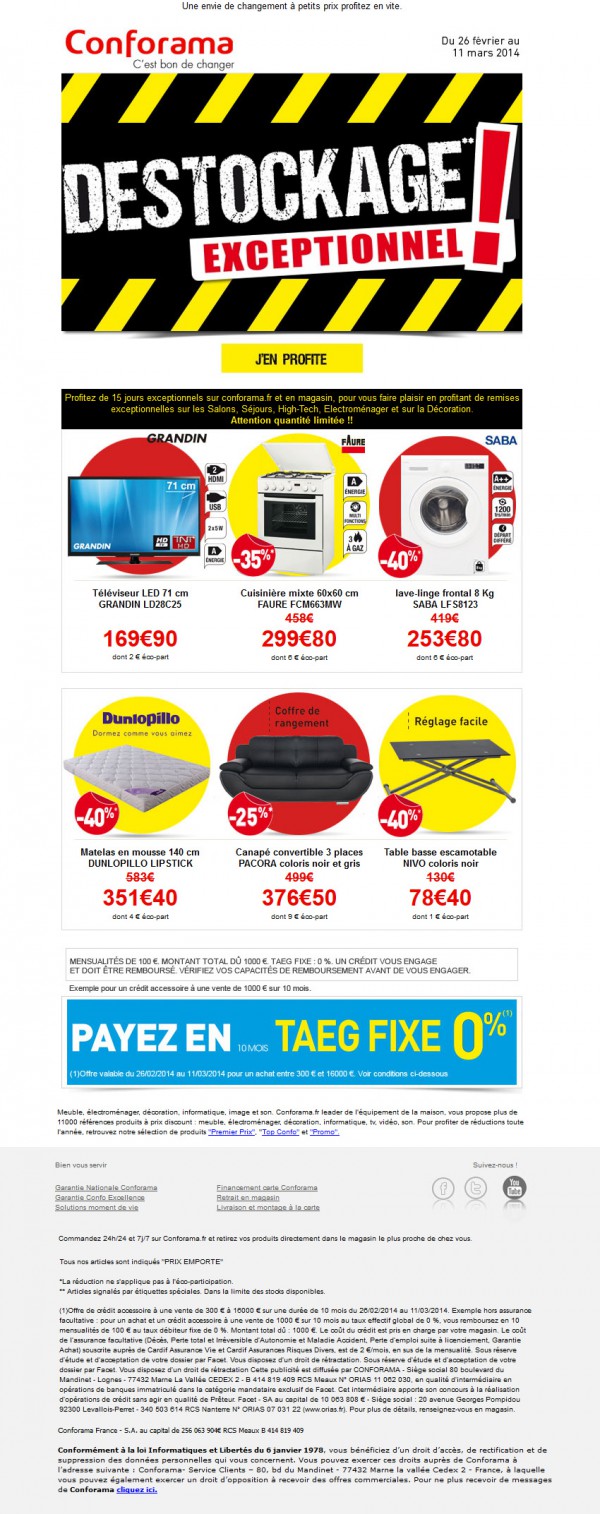 Une envie de changement à petits prix profitez en vite.
Conforama
C'est bon de changer
Du 26 février au
11 mars 2014
DESTOCKAGE**!
EXCEPTIONNEL
J'EN PROFITE
Profitez de 15 jours exceptionnels sur conforama.fr et en magasin, pour vous faire plaisir en profitant de remises
exceptionnelles sur les Salons, Séjours, High-Tech, Electroménager et sur la Décoration.
Attention quantité limitée !!
GRANDIN
71 cm
2
HDMI
USB
2x5W
A
ÉNERGIE
GRANDIN
HD
TNT
HD
FAURE
A
ÉNERGIE
MULTI
FONCTIONS
3
À GAZ
-35%*
SABA
A++
ÉNERGIE
1200
trs/min
DÉPART
DIFFÉRÉ
8kg
-40%*
Téléviseur LED 71 cm
GRANDIN LD28C25
169€90
dont 2 € éco-part
Cuisinière mixte 60x60 cm
FAURE FCM663MW
458€
299€80
dont 6 € éco-part
lave-linge frontal 8 Kg
SABA LFS8123
419€
253€80
dont 6 € éco-part
Dunlopillo
Dormez comme vous aimez
-40%*
Coffre de
rangement
-25%*
Réglage facile
-40%*
Matelas en mousse 140 cm
DUNLOPILLO LIPSTICK
583€
351€40
dont 4 € éco-part
Canapé convertible 3 places
PACORA coloris noir et gris
499€
376€50
dont 9 € éco-part
Table basse escamotable
NIVO coloris noir
130€
78€40
dont 1 € éco-part
MENSUALITÉS DE 100 €. MONTANT TOTAL DÛ 1000 €. TAEG FIXE : 0 %. UN CRÉDIT VOUS ENGAGE
ET DOIT ÊTRE REMBOURSÉ. VÉRIFIEZ VOS CAPACITÉS DE REMBOURSEMENT AVANT DE VOUS ENGAGER.
Exemple pour un crédit accessoire à une vente de 1000 € sur 10 mois.
PAYEZ EN 10 MOIS TAEG FIXE 0%(1)
(1)Offre valable du 26/02/2014 au 11/03/2014 pour un achat entre 300 € et 16000 €. Voir conditions ci-dessous
Meuble, électroménager, décoration, informatique, image et son. Conforama.fr leader de l'équipement de la maison, vous propose plus de
11000 références produits à prix discount : meuble, électroménager, décoration, informatique, tv, vidéo, son. Pour profiter de réductions toute
l'année, retrouvez notre sélection de produits "Premier Prix", "Top Confo" et "Promo".
Bien vous servir
Suivez-nous !
Garantie Nationale Conforama
Garantie Confo Excellence
Solutions moment de vie
Financement carte Conforama
Retrait en magasin
Livraison et montage à la carte
f
t
You
Tube
Commandez 24h/24 et 7j/7 sur Conforama.fr et retirez vos produits directement dans le magasin le plus proche de chez vous.
Tous nos articles sont indiqués "PRIX EMPORTE"
*La réduction ne s'applique pas à l'éco-participation.
** Articles signalés par étiquettes spéciales. Dans la limite des stocks disponibles.
(1)Offre de crédit accessoire à une vente de 300 € à 16000 € sur une durée de 10 mois du 26/02/2014 au 11/03/2014. Exemple hors assurance
facultative : pour un achat et un crédit accessoire à une vente de 1000 € sur 10 mois au taux effectif global de 0 %, vous remboursez en 10
mensualités de 100 € au taux débiteur fixe de 0 %. Montant total dû : 1000 €. Le coût du crédit est pris en charge par votre magasin. Le coût
de l'assurance facultative (Décès, Perte total et Irréversible d'Autonomie et Maladie Accident, Perte d'emploi suite à licenciement, Garantie
Achat) souscrite auprès de Cardif Assurance Vie et Cardif Assurances Risques Divers, est de 2 €/mois, en sus de la mensualité. Sous réserve
d'étude et d'acceptation de votre dossier par Facet. Vous disposez d'un droit de rétractation. Sous réserve d'étude et d'acceptation de votre
dossier par Facet. Vous disposez d'un droit de rétractation Cette publicité est diffusée par CONFORAMA - Siège social 80 boulevard du
Mandinet - Lognes - 77432 Marne La Vallée CEDEX 2 - B 414 819 409 RCS Meaux N° ORIAS 11 062 030, en qualité d'intermédiaire en
opérations de banques immatriculé dans la catégorie mandataire exclusif de Facet. Cet intermédiaire apporte son concours à la réalisation
d'opérations de crédit sans agir en qualité de Prêteur. Facet - SA au capital de 10 063 808 € - Siège social : 20 avenue Georges Pompidou
92300 Levallois-Perret - 340 503 614 RCS Nanterre N° ORIAS 07 031 22 (www.orias.fr). Pour plus de détails, renseignez-vous en magasin.
Conforama France - S.A. au capital de 256 063 904€ RCS Meaux B 414 819 409
Conformément à la loi Informatiques et Libertés du 6 janvier 1978, vous bénéficiez d'un droit d'accès, de rectification et de
suppression des données personnelles qui vous concernent. Vous pouvez exercer ces droits auprès de Conforama à
l'adresse suivante : Conforama- Service Clients – 80, bd du Mandinet - 77432 Marne la vallée Cedex 2 - France, à laquelle
vous pouvez également exercer un droit d'opposition à recevoir des offres commerciales. Pour ne plus recevoir de messages
de Conforama cliquez ici.